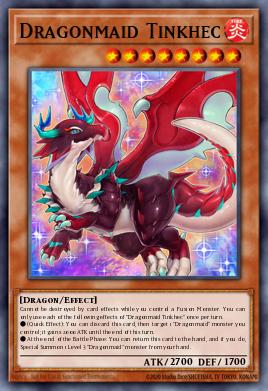 Dragonmaid Tinkhec
炎
[Dragon/Effect]
Cannot be destroyed by card effects while you control a Fusion Monster. You can
only use each of the following effects of "Dragonmaid Tinkhec" once per turn.
●(Quick Effect): You can discard this card, then target 1 "Dragonmaid" monster you
control; it gains 2000 ATK until the end of this turn.
●At the end of the Battle Phase: You can return this card to the hand, and if you do,
Special Summon 1 Level 3 "Dragonmaid" monster from your hand.
ATK/2700 DEF/1700